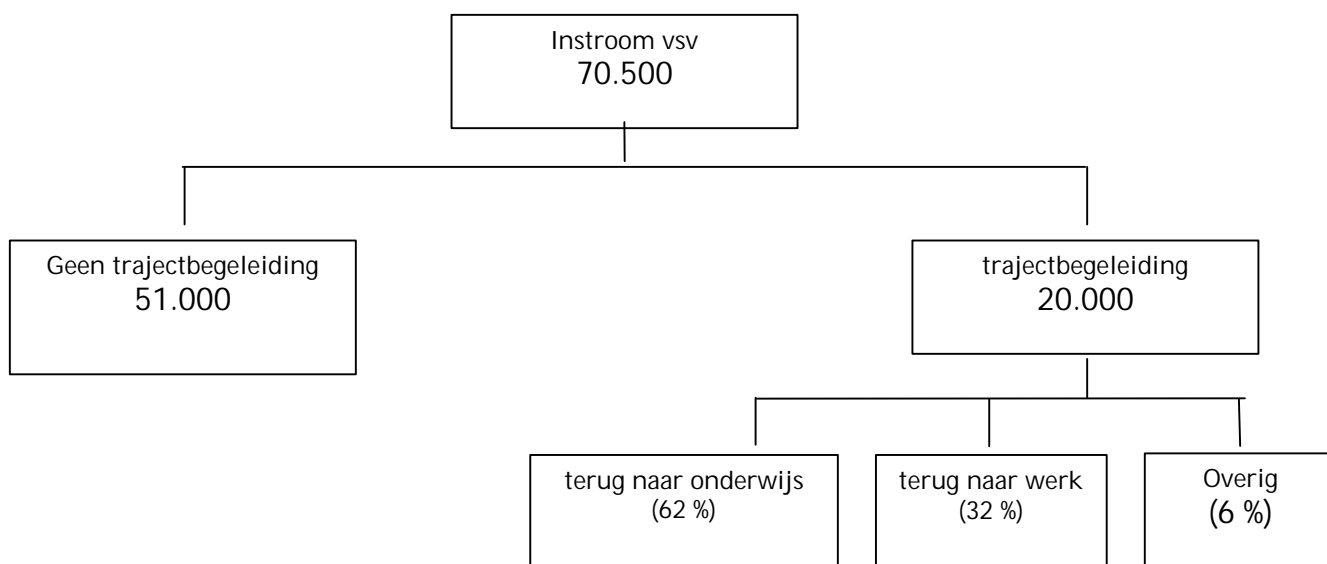 Instroom vsv
70.500
Geen trajectbegeleiding
51.000
trajectbegeleiding
20.000
terug naar onderwijs
(62 %)
terug naar werk
(32 %)
Overig
(6 %)